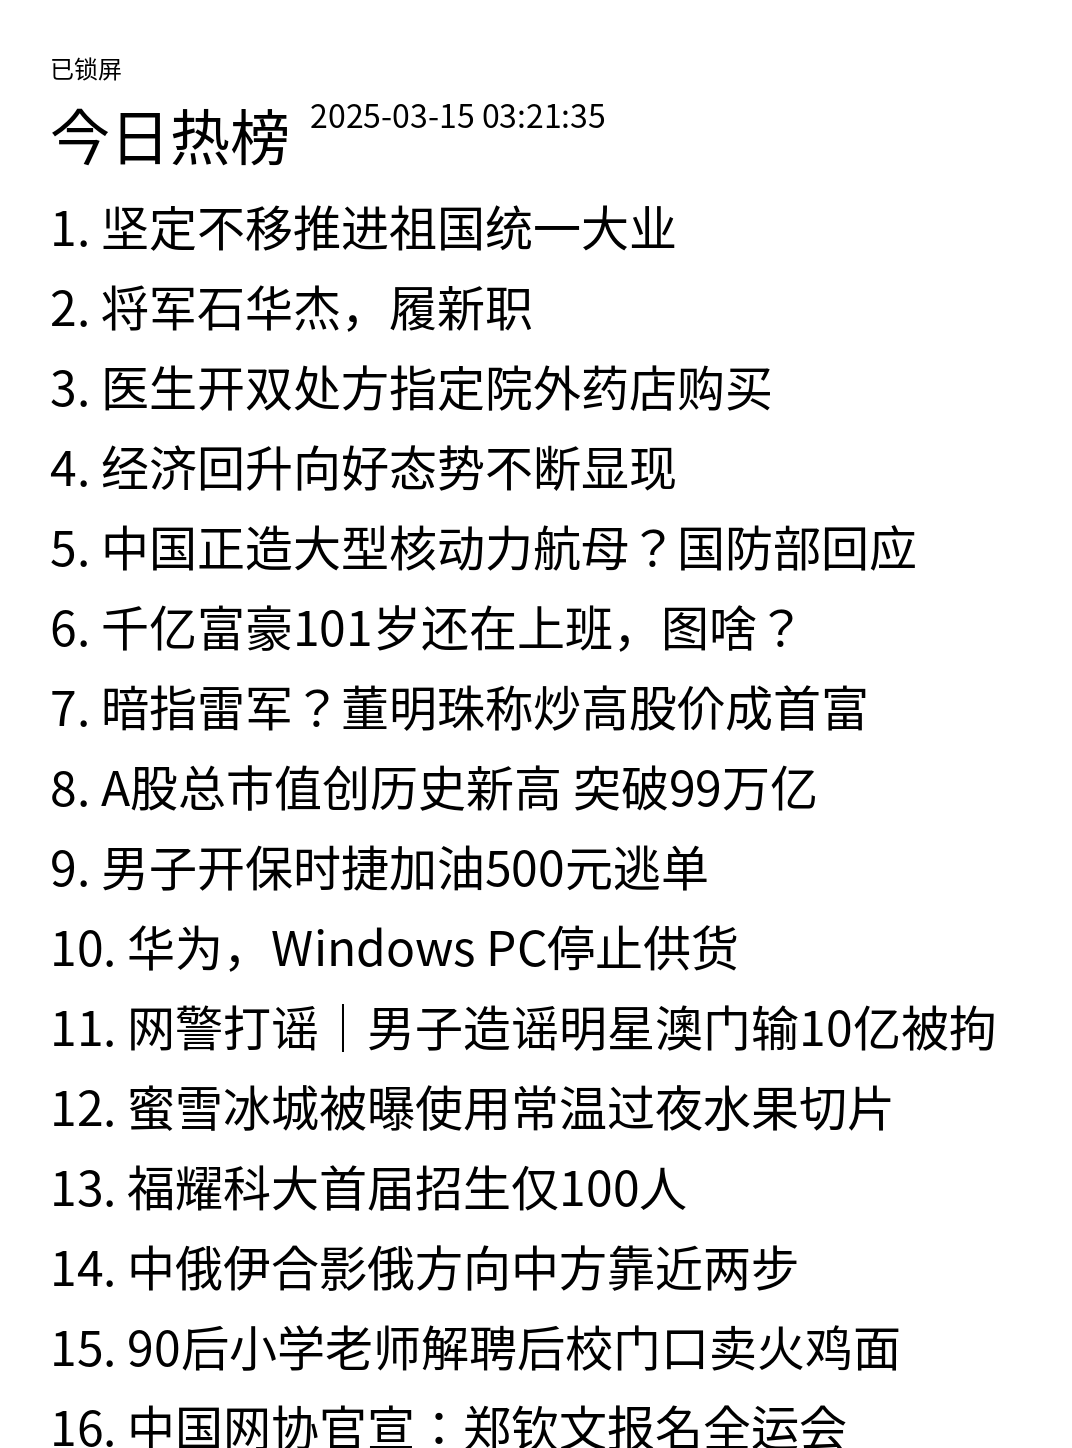 已锁屏
今日热榜 2025-03-15 03:21:35
1. 坚定不移推进祖国统一大业
2. 将军石华杰，履新职
3. 医生开双处方指定院外药店购买
4. 经济回升向好态势不断显现
5. 中国正造大型核动力航母？国防部回应
6. 千亿富豪101岁还在上班，图啥？
7. 暗指雷军？董明珠称炒高股价成首富
8. A股总市值创历史新高 突破99万亿
9. 男子开保时捷加油500元逃单
10. 华为，Windows PC停止供货
11. 网警打谣｜男子造谣明星澳门输10亿被拘
12. 蜜雪冰城被曝使用常温过夜水果切片
13. 福耀科大首届招生仅100人
14. 中俄伊合影俄方向中方靠近两步
15. 90后小学老师解聘后校门口卖火鸡面
16. 中国网协官宣：郑钦文报名全运会